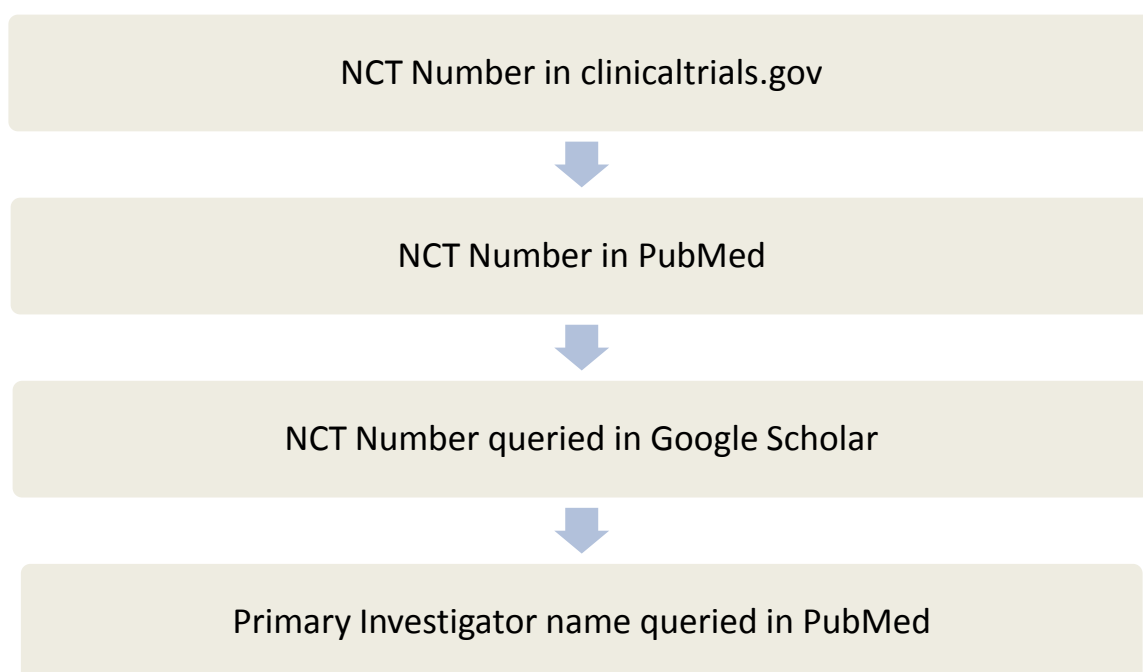 NCT Number in clinicaltrials.gov
NCT Number in PubMed
NCT Number queried in Google Scholar
Primary Investigator name queried in PubMed